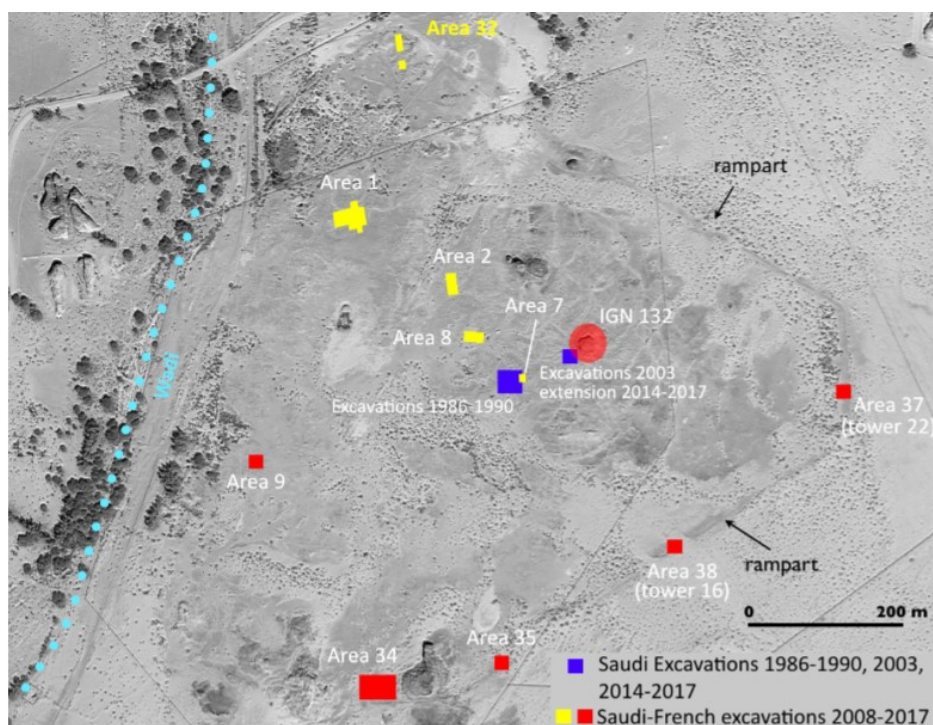 Area 32
rampart
Area 1
Area 2
Area 7
IGN 132
Area 8
Excavations 2003
extension 2014-2017
Excavations 1986-1990
Wadi
Area 37
(tower 22)
Area 9
Area 38
(tower 16)
rampart
0 200 m
Area 35
Area 34
Saudi Excavations 1986-1990, 2003,
2014-2017
Saudi-French excavations 2008-2017